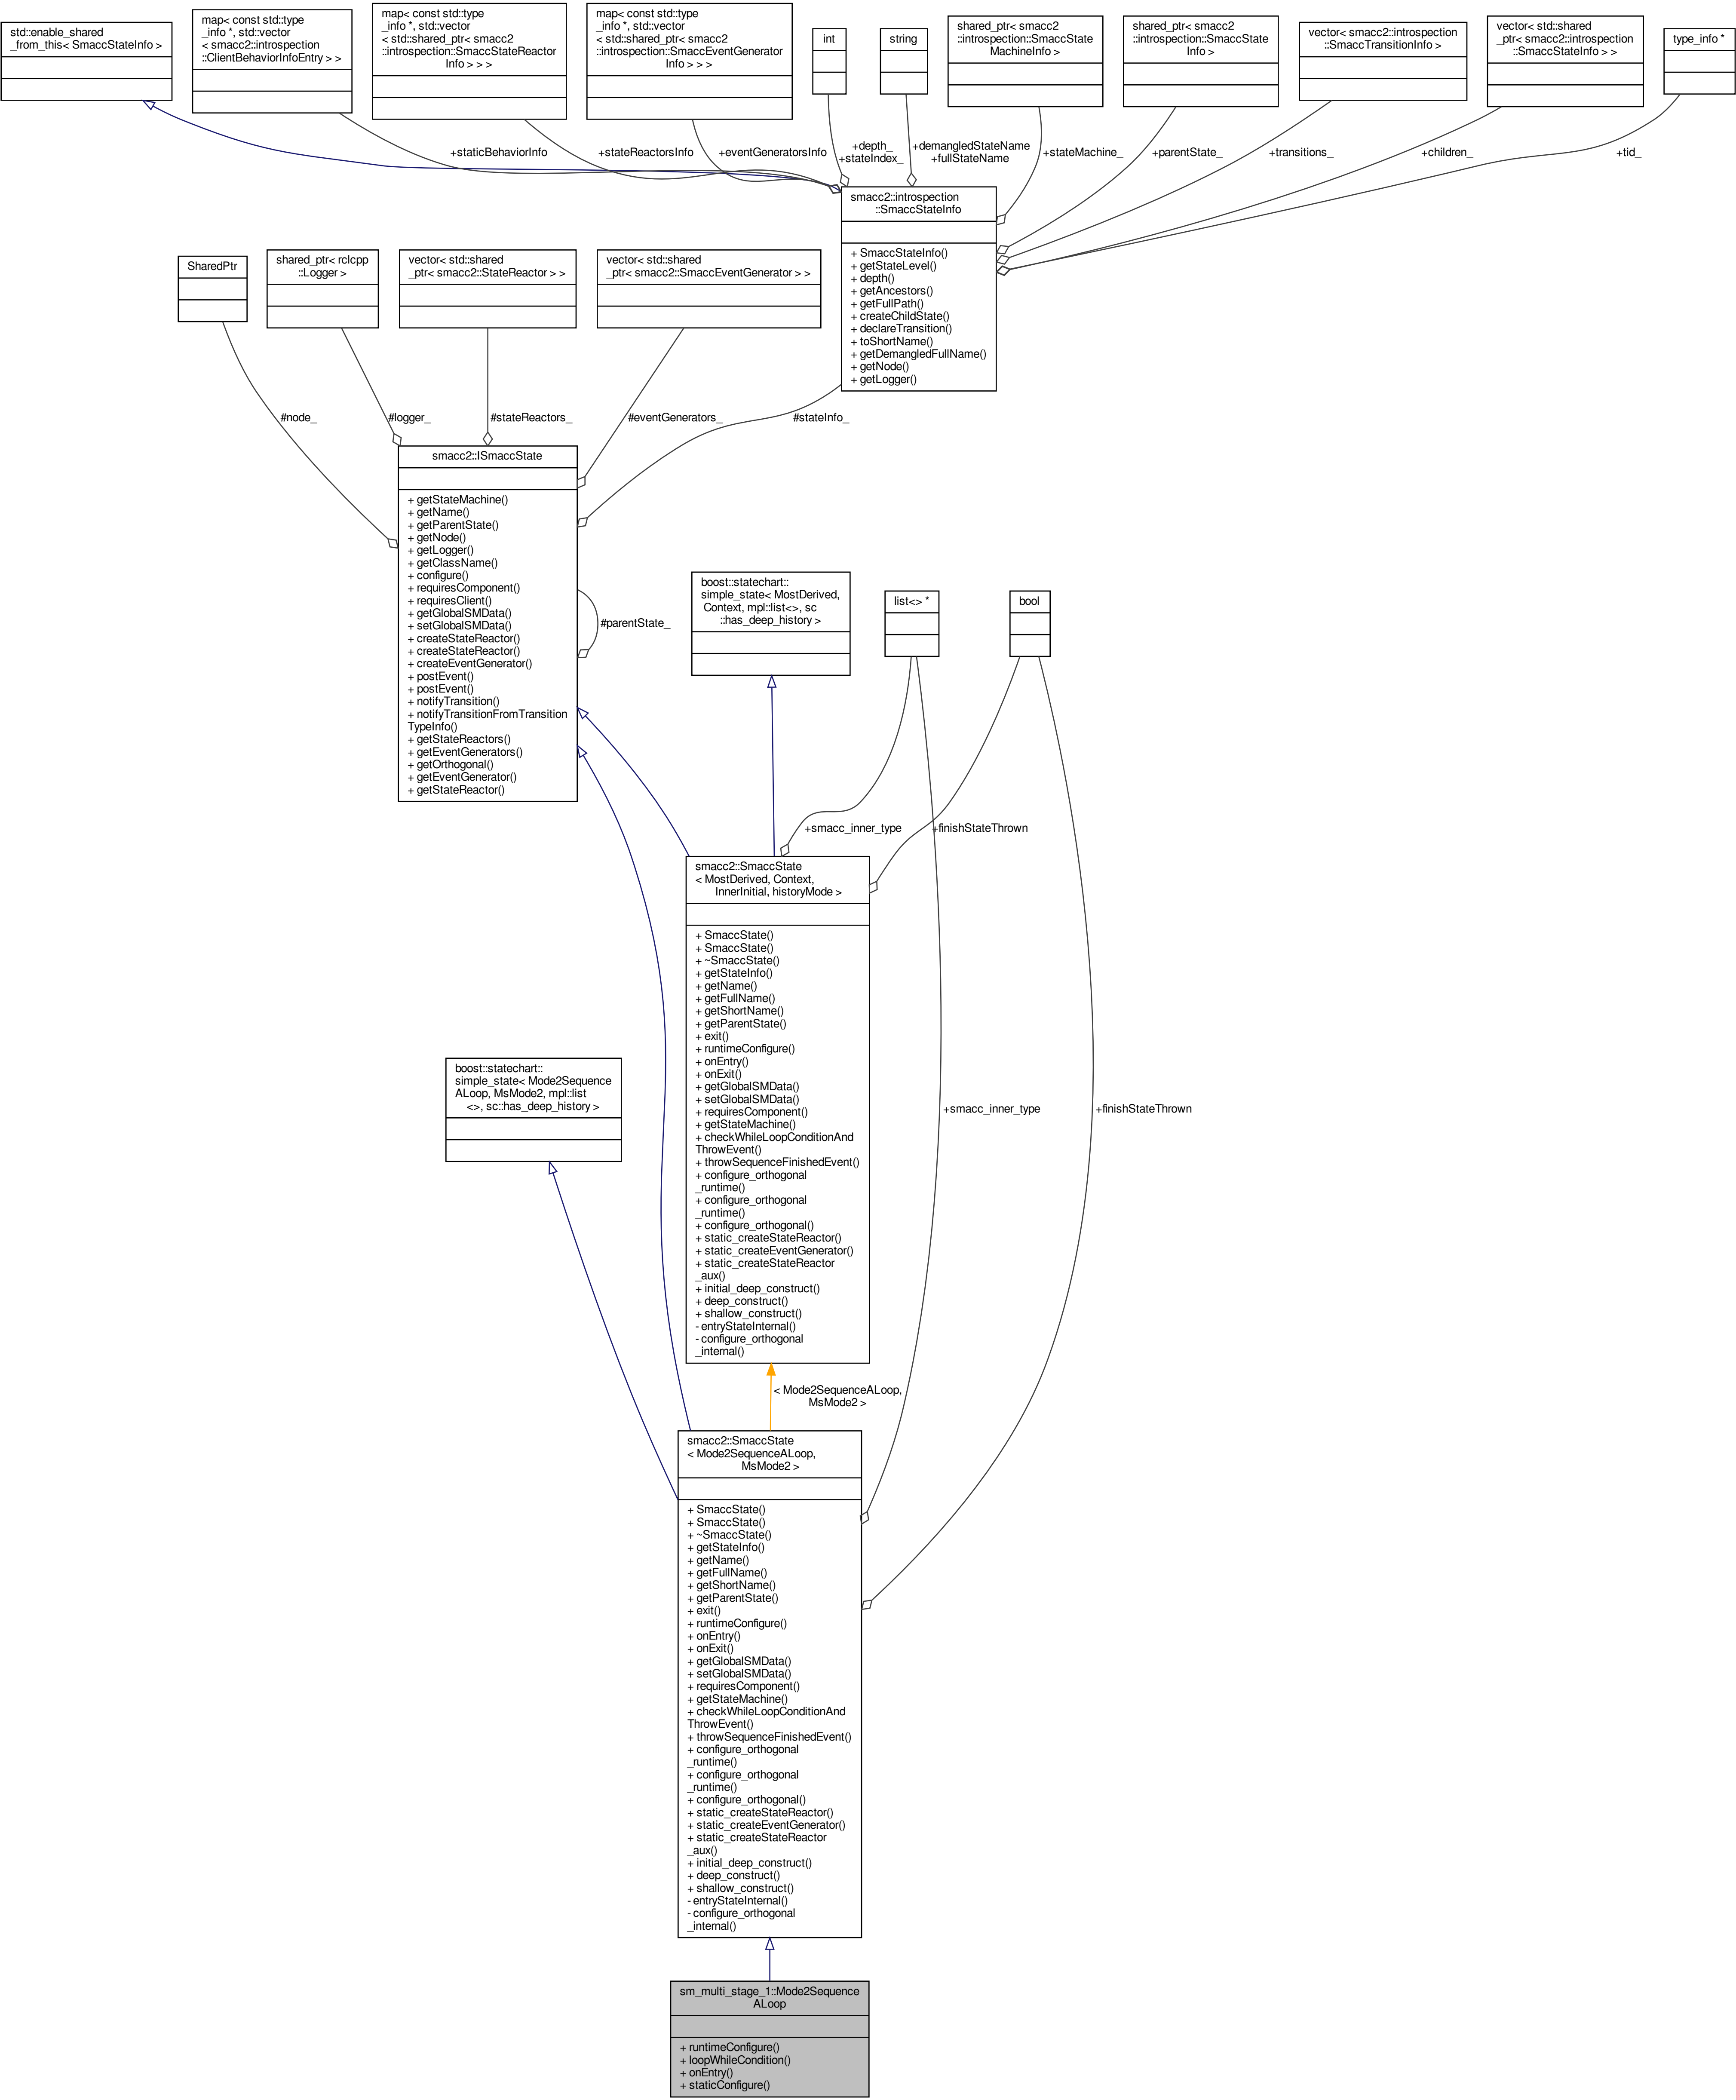 std::enable_shared
_from_this< SmaccStateInfo >
map< const std::type
_info *, std::vector
< smacc2::introspection
::ClientBehaviorInfoEntry > >
map< const std::type
_info *, std::vector
< std::shared_ptr< smacc2
::introspection::SmaccStateReactor
Info > > >
map< const std::type
_info *, std::vector
< std::shared_ptr< smacc2
::introspection::SmaccEventGenerator
Info > > >
int
string
shared_ptr< smacc2
::introspection::SmaccState
MachineInfo >
shared_ptr< smacc2
::introspection::SmaccState
Info >
vector< smacc2::introspection
::SmaccTransitionInfo >
vector< std::shared
_ptr< smacc2::introspection
::SmaccStateInfo > >
type_info *
+staticBehaviorInfo
+stateReactorsInfo
+eventGeneratorsInfo
+depth_
+stateIndex_
+demangledStateName
+fullStateName
+stateMachine_
+parentState_
+transitions_
+children_
+tid_
smacc2::introspection
::SmaccStateInfo
+ SmaccStateInfo()
+ getStateLevel()
+ depth()
+ getAncestors()
+ getFullPath()
+ createChildState()
+ declareTransition()
+ toShortName()
+ getDemangledFullName()
+ getNode()
+ getLogger()
SharedPtr
shared_ptr< rclcpp
::Logger >
vector< std::shared
_ptr< smacc2::StateReactor > >
vector< std::shared
_ptr< smacc2::SmaccEventGenerator > >
#node_
#logger_
#stateReactors_
#eventGenerators_
#stateInfo_
smacc2::ISmaccState
+ getStateMachine()
+ getName()
+ getParentState()
+ getNode()
+ getLogger()
+ getClassName()
+ configure()
+ requiresComponent()
+ requiresClient()
+ getGlobalSMData()
+ setGlobalSMData()
+ createStateReactor()
+ createStateReactor()
+ createEventGenerator()
+ postEvent()
+ postEvent()
+ notifyTransition()
+ notifyTransitionFromTransition
TypeInfo()
+ getStateReactors()
+ getEventGenerators()
+ getOrthogonal()
+ getEventGenerator()
+ getStateReactor()
#parentState_
boost::statechart::
simple_state< MostDerived,
Context, mpl::list<>, sc
::has_deep_history >
list<> *
bool
+smacc_inner_type
+finishStateThrown
smacc2::SmaccState
< MostDerived, Context,
InnerInitial, historyMode >
+ SmaccState()
+ SmaccState()
+ ~SmaccState()
+ getStateInfo()
+ getName()
+ getFullName()
+ getShortName()
+ getParentState()
+ exit()
+ runtimeConfigure()
+ onEntry()
+ onExit()
+ getGlobalSMData()
+ setGlobalSMData()
+ requiresComponent()
+ getStateMachine()
+ checkWhileLoopConditionAnd
ThrowEvent()
+ throwSequenceFinishedEvent()
+ configure_orthogonal
_runtime()
+ configure_orthogonal
_runtime()
+ configure_orthogonal()
+ static_createStateReactor()
+ static_createEventGenerator()
+ static_createStateReactor
_aux()
+ initial_deep_construct()
+ deep_construct()
+ shallow_construct()
- entryStateInternal()
- configure_orthogonal
_internal()
boost::statechart::
simple_state< Mode2Sequence
ALoop, MsMode2, mpl::list
<>, sc::has_deep_history >
+smacc_inner_type
+finishStateThrown
< Mode2SequenceALoop,
MsMode2 >
smacc2::SmaccState
< Mode2SequenceALoop,
MsMode2 >
+ SmaccState()
+ SmaccState()
+ ~SmaccState()
+ getStateInfo()
+ getName()
+ getFullName()
+ getShortName()
+ getParentState()
+ exit()
+ runtimeConfigure()
+ onEntry()
+ onExit()
+ getGlobalSMData()
+ setGlobalSMData()
+ requiresComponent()
+ getStateMachine()
+ checkWhileLoopConditionAnd
ThrowEvent()
+ throwSequenceFinishedEvent()
+ configure_orthogonal
_runtime()
+ configure_orthogonal
_runtime()
+ configure_orthogonal()
+ static_createStateReactor()
+ static_createEventGenerator()
+ static_createStateReactor
_aux()
+ initial_deep_construct()
+ deep_construct()
+ shallow_construct()
- entryStateInternal()
- configure_orthogonal
_internal()
sm_multi_stage_1::Mode2Sequence
ALoop
+ runtimeConfigure()
+ loopWhileCondition()
+ onEntry()
+ staticConfigure()